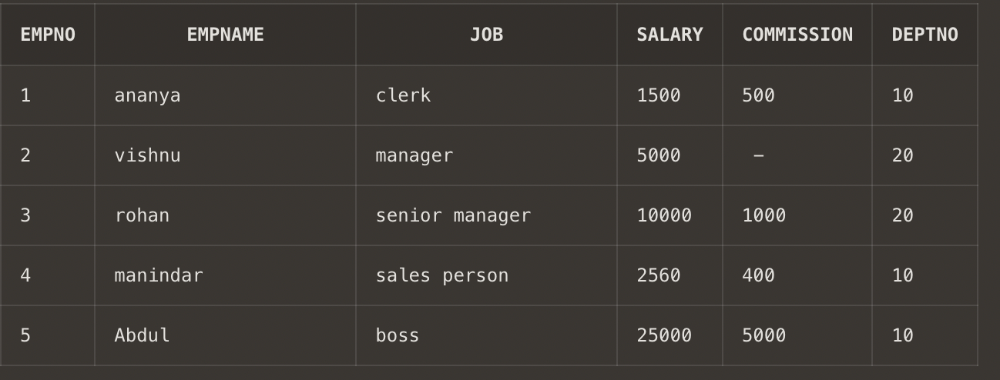 EMPNO EMPNAME JOB SALARY COMMISSION DEPTNO
1 ananya clerk 1500 500 10
2 vishnu manager 5000 – 20
3 rohan senior manager 10000 1000 20
4 manindar sales person 2560 400 10
5 Abdul boss 25000 5000 10